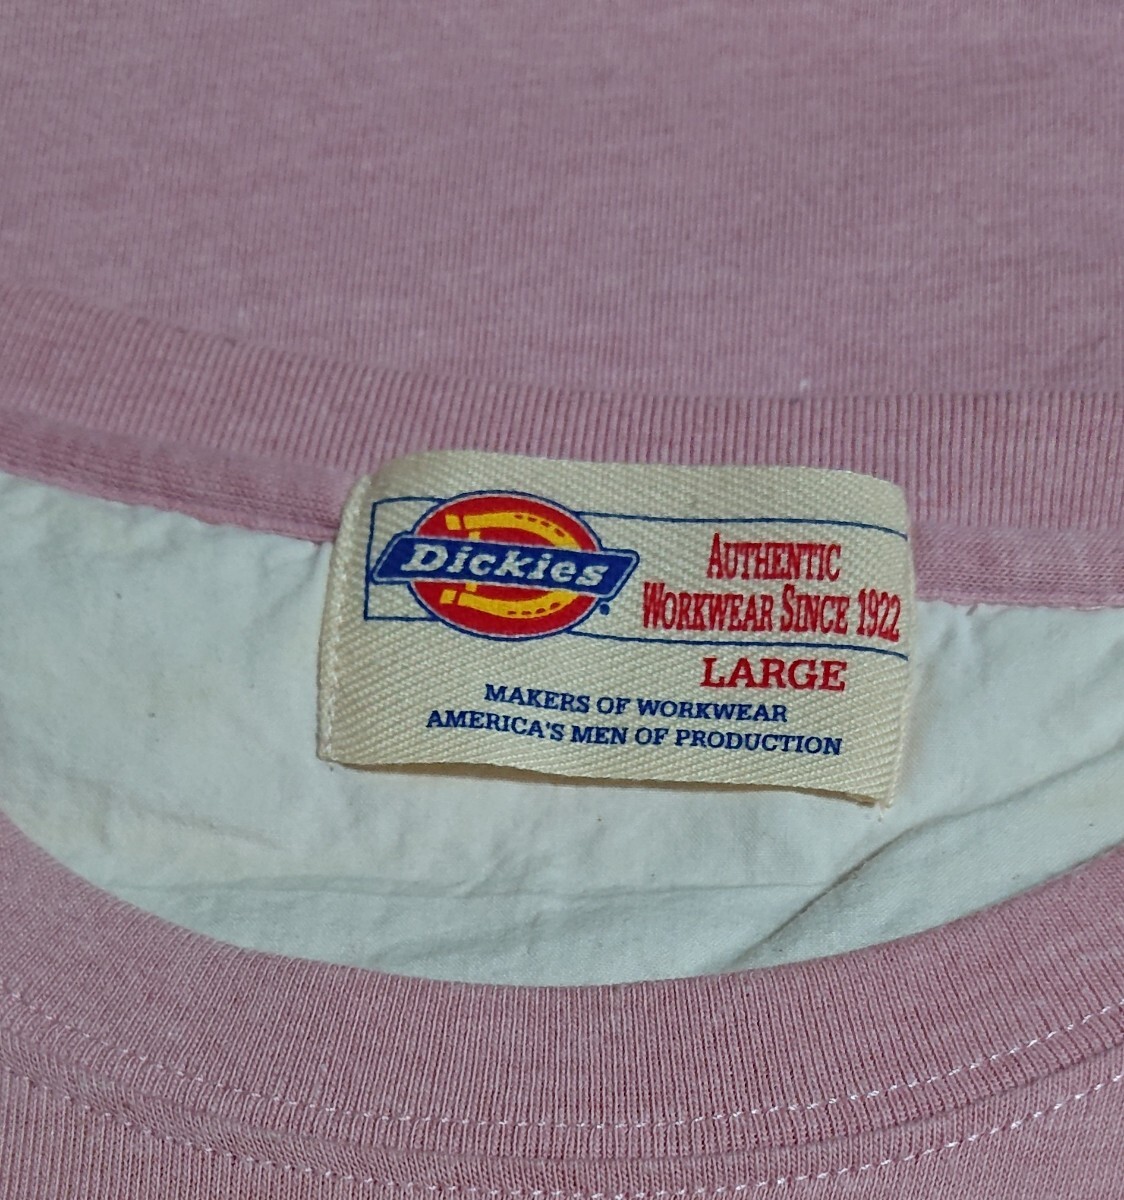 Dickies
AUTHENTIC
WORKWEAR SINCE 1922
LARGE
MAKERS OF WORKWEAR
AMERICA'S MEN OF PRODUCTION